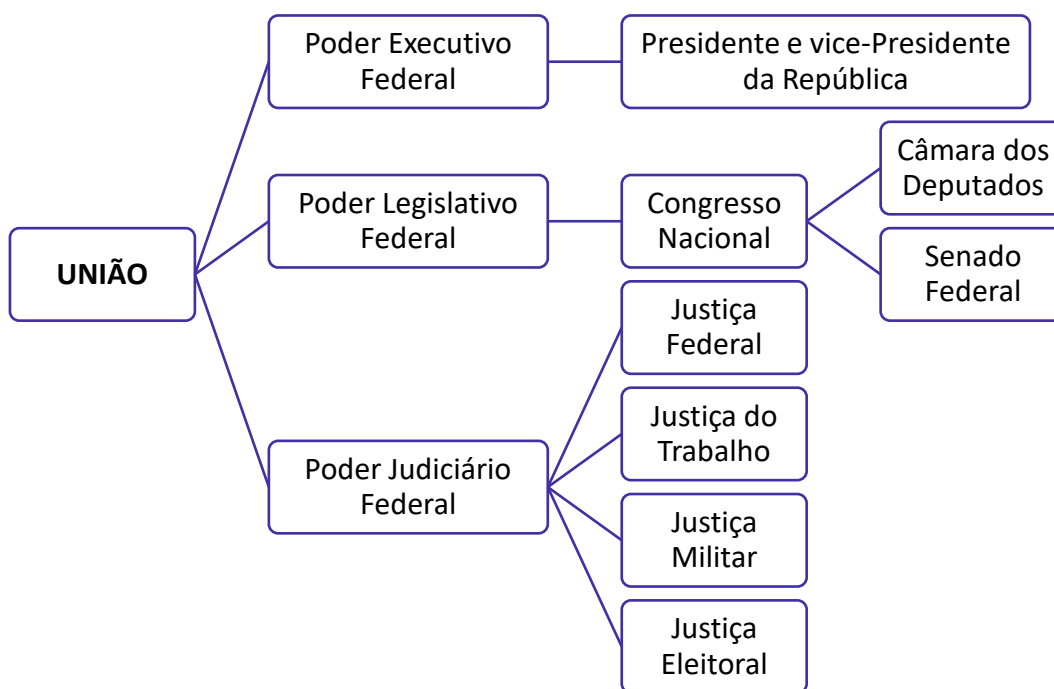 UNIÃO
Poder Executivo
Federal
Presidente e vice-Presidente
da República
Poder Legislativo
Federal
Congresso
Nacional
Câmara dos
Deputados
Senado
Federal
Poder Judiciário
Federal
Justiça
Federal
Justiça do
Trabalho
Justiça
Militar
Justiça
Eleitoral